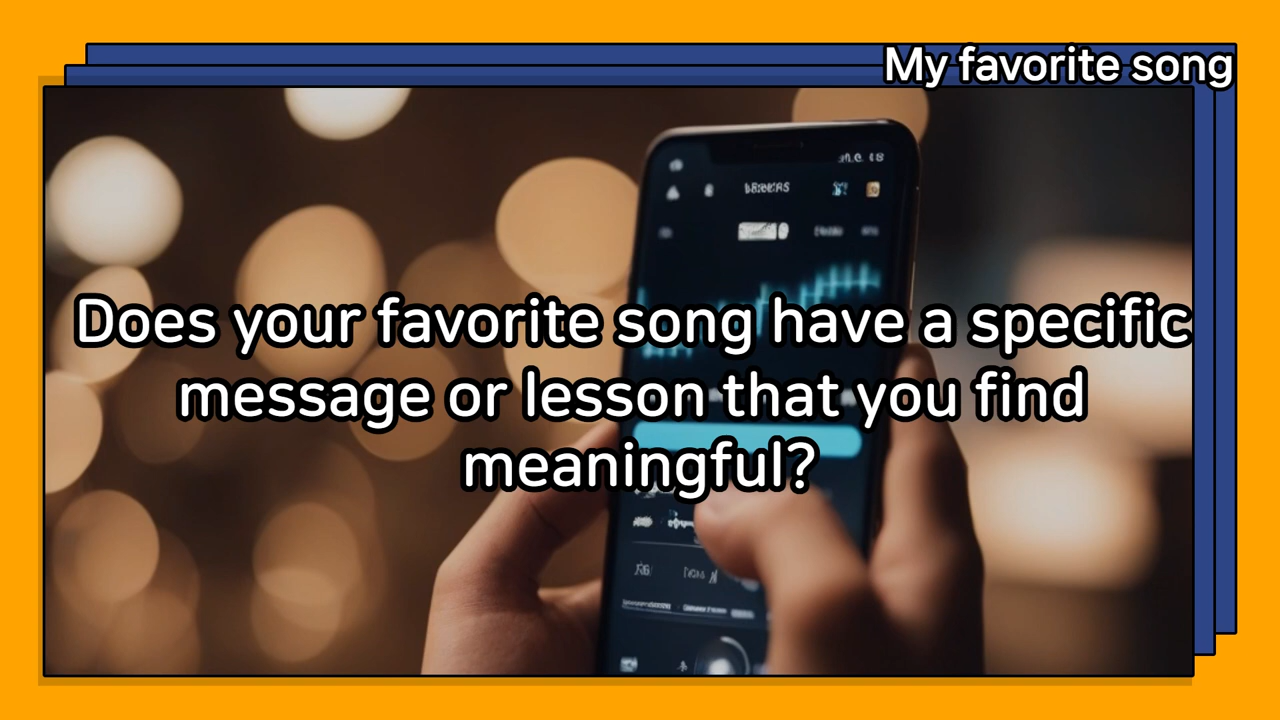 My favorite song
Does your favorite song have a specific
message or lesson that you find
meaningful?